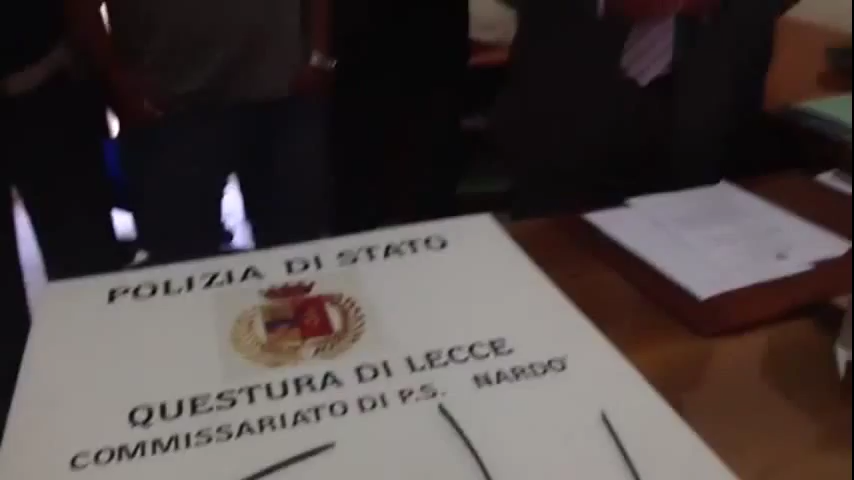 POLIZIA DI STATO
QUESTURA DI LECCE
COMMISSARIATO DI P.S. NARDO'